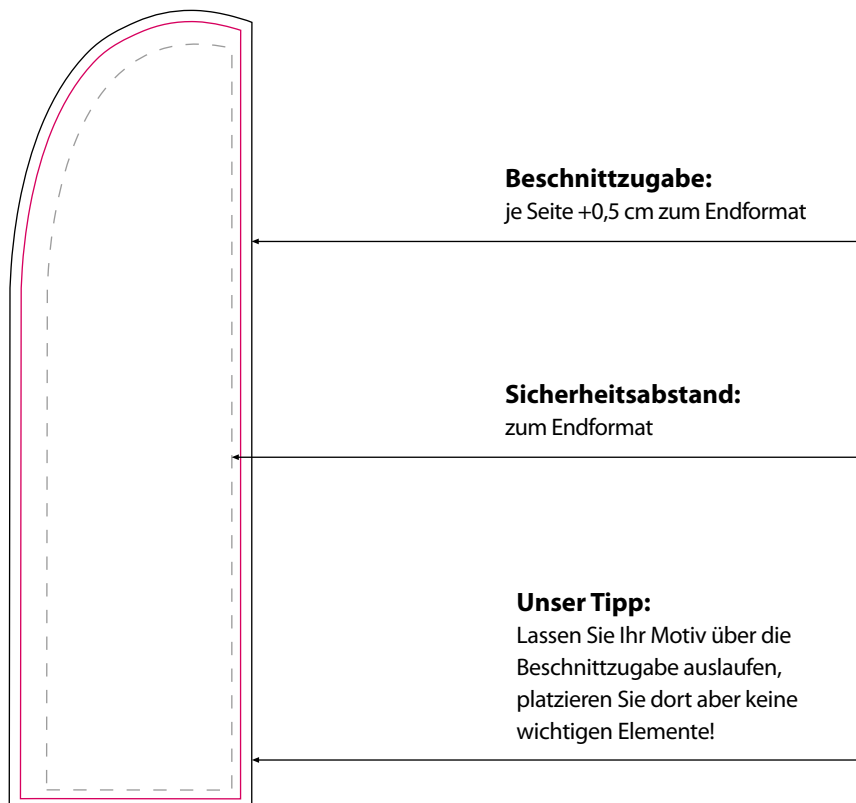 Beschnittzugabe:
je Seite +0,5 cm zum Endformat
Sicherheitsabstand:
zum Endformat
Unser Tipp:
Lassen Sie Ihr Motiv über die
Beschnittzugabe auslaufen,
platzieren Sie dort aber keine
wichtigen Elemente!